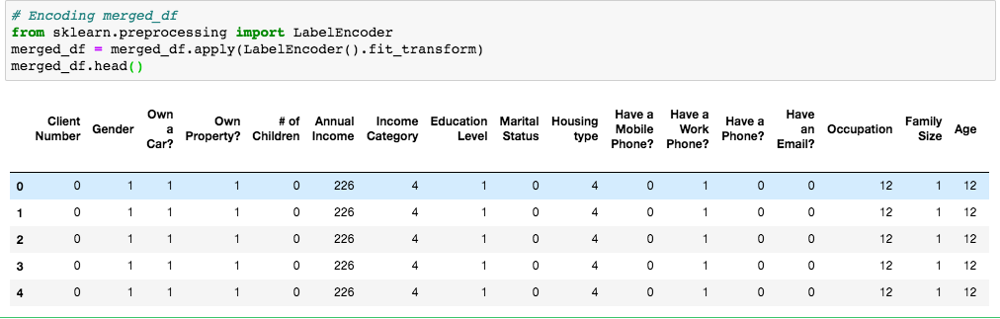 # Encoding merged_df
from sklearn.preprocessing import LabelEncoder
merged_df = merged_df.apply(LabelEncoder().fit_transform)
merged_df.head()
Client Number Gender Own a Car? Own Property? # of Children Annual Income Income Category Education Level Marital Status Housing type Have a Mobile Phone? Have a Work Phone? Have a Phone? Have an Email? Occupation Family Size Age
0 0 1 1 1 0 226 4 1 0 4 0 1 0 0 12 1 12
1 0 1 1 1 0 226 4 1 0 4 0 1 0 0 12 1 12
2 0 1 1 1 0 226 4 1 0 4 0 1 0 0 12 1 12
3 0 1 1 1 0 226 4 1 0 4 0 1 0 0 12 1 12
4 0 1 1 1 0 226 4 1 0 4 0 1 0 0 12 1 12